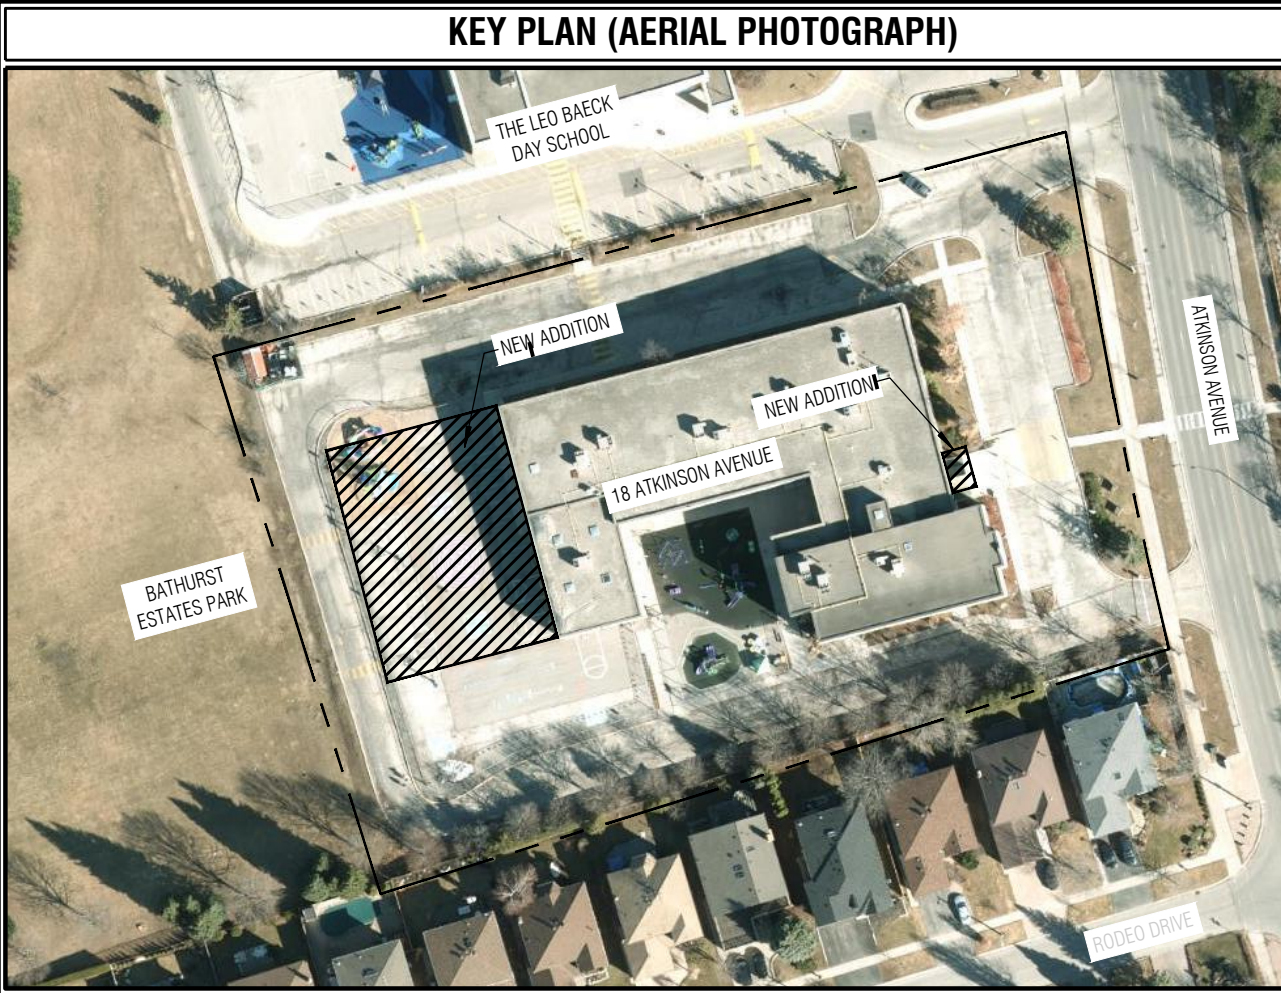 KEY PLAN (AERIAL PHOTOGRAPH)
THE LEO BAECK
DAY SCHOOL
NEW ADDITION
ATKINSON AVENUE
NEW ADDITION
18 ATKINSON AVENUE
BATHURST
ESTATES PARK
RODEO DRIVE